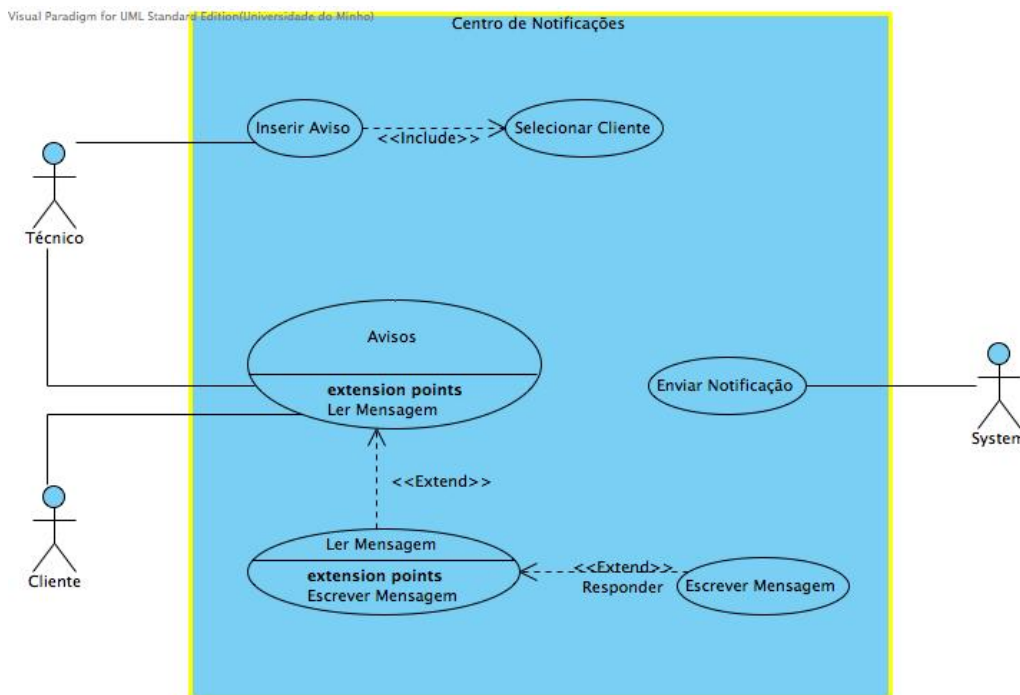 Visual Paradigm for UML Standard Edition(Universidade do Minho)
Centro de Notificações
Inserir Aviso
<<Include>>
Selecionar Cliente
Técnico
Avisos
extension points
Ler Mensagem
Enviar Notificação
System
<<Extend>>
Cliente
Ler Mensagem
extension points
Escrever Mensagem
<<Extend>>
Responder
Escrever Mensagem